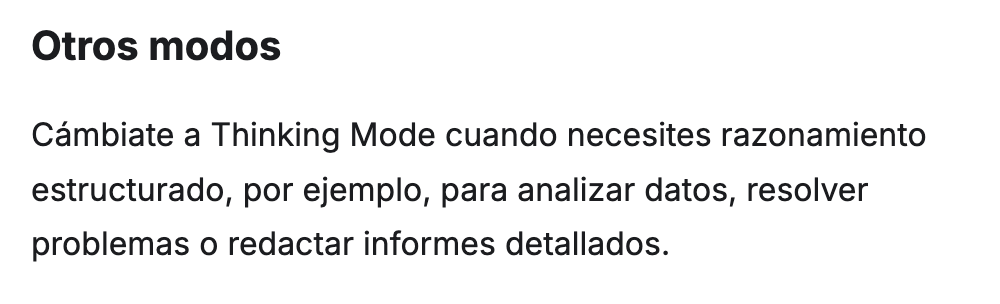 Otros modos
Cámbiate a Thinking Mode cuando necesites razonamiento
estructurado, por ejemplo, para analizar datos, resolver
problemas o redactar informes detallados.